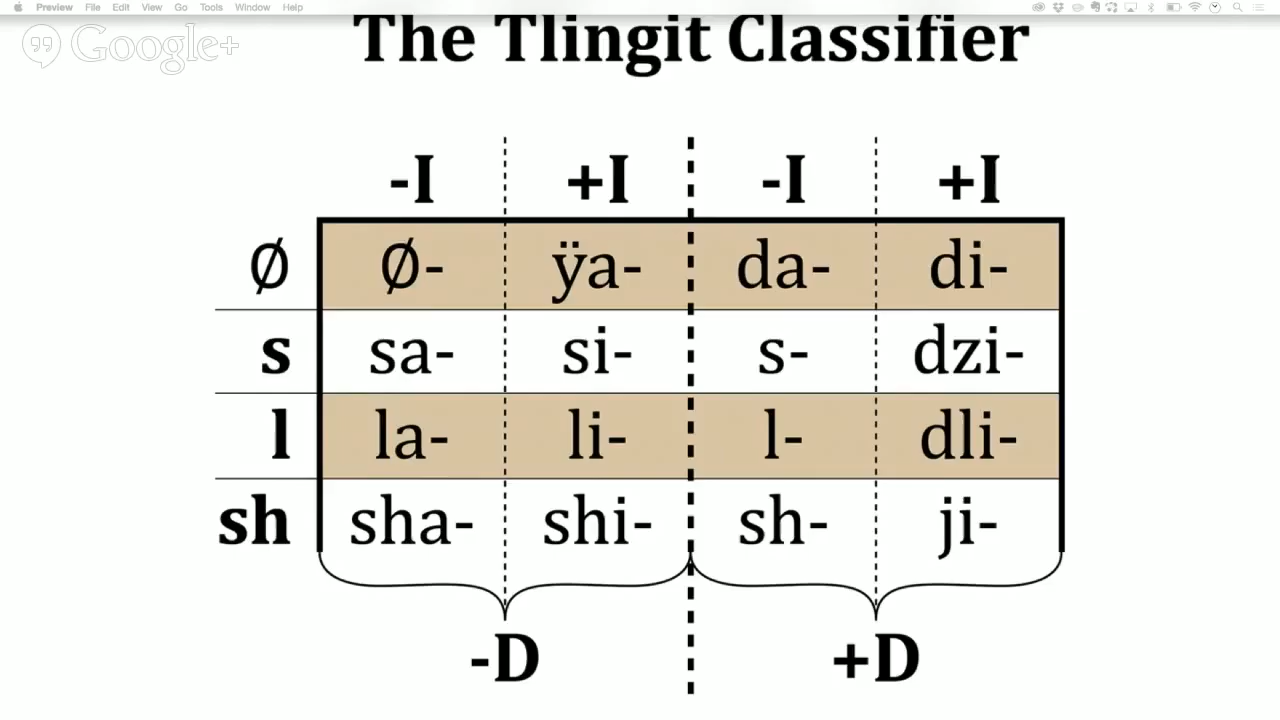 Preview File Edit View Go Tools Window Help
Google+
The Tlingit Classifier
-I +I -I +I
Ø Ø- ÿa- da- di-
s sa- si- s- dzi-
l la- li- l- dli-
sh sha- shi- sh- ji-
-D +D